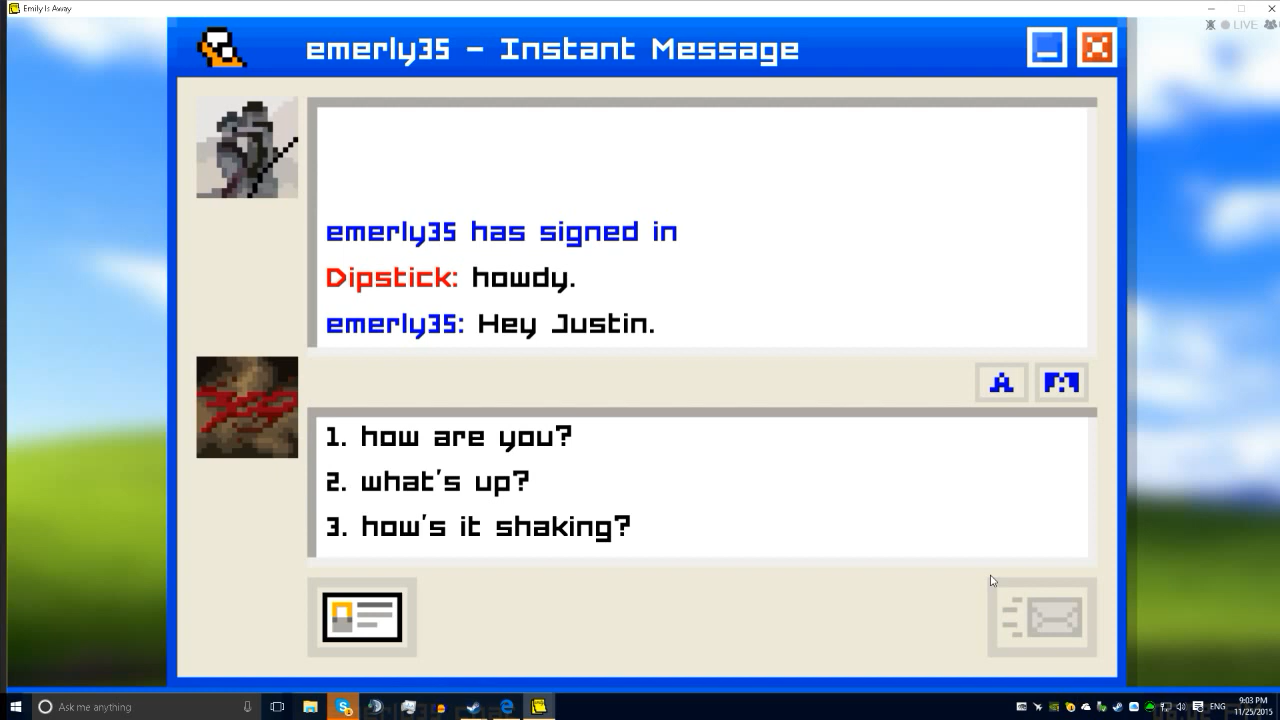 Emily Is Away
LIVE
emerly35 - Instant Message
emerly35 has signed in
Dipstick: howdy.
emerly35: Hey Justin.
A
1. how are you?
2. what's up?
3. how's it shaking?
Ask me anything
ENG
9:03 PM
11/25/2015